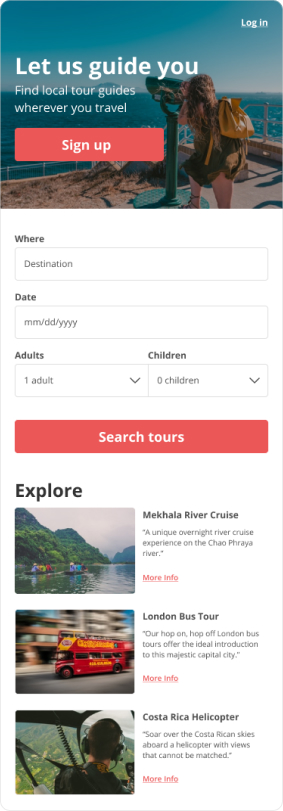 Log in
Let us guide you
Find local tour guides
wherever you travel
Sign up
Where
Destination
Date
mm/dd/yyyy
Adults
Children
1 adult
0 children
Search tours
Explore
Mekhala River Cruise
“A unique overnight river cruise
experience on the Chao Phraya
river.”
More Info
London Bus Tour
“Our hop on, hop off London bus
tours offer the ideal introduction
to this majestic capital city.”
More Info
Costa Rica Helicopter
“Soar over the Costa Rican skies
aboard a helicopter with views
that cannot be matched.”
More Info